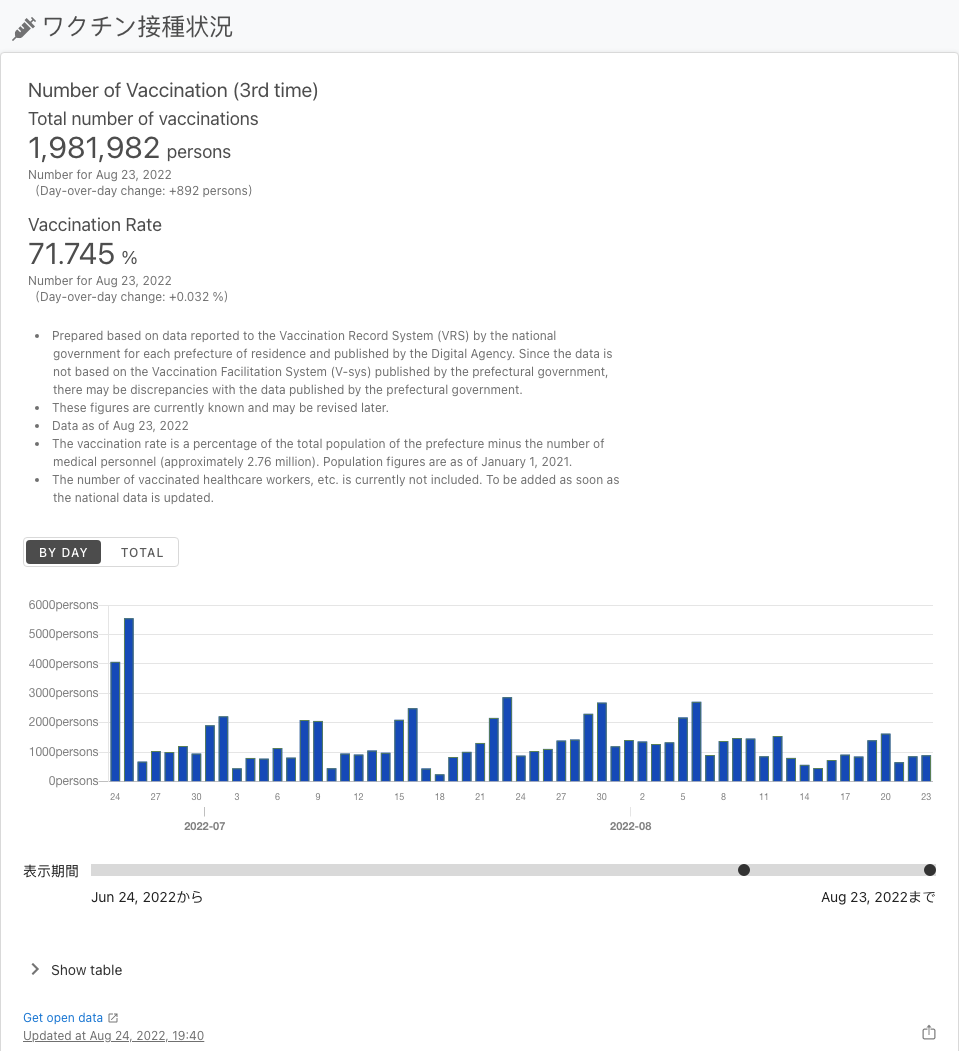 ワクチン接種状況
Number of Vaccination (3rd time)
Total number of vaccinations
1,981,982 persons
Number for Aug 23, 2022
(Day-over-day change: +892 persons)
Vaccination Rate
71.745 %
Number for Aug 23, 2022
(Day-over-day change: +0.032 %)
• Prepared based on data reported to the Vaccination Record System (VRS) by the national
government for each prefecture of residence and published by the Digital Agency. Since the data is
not based on the Vaccination Facilitation System (V-sys) published by the prefectural government,
there may be discrepancies with the data published by the prefectural government.
• These figures are currently known and may be revised later.
• Data as of Aug 23, 2022
• The vaccination rate is a percentage of the total population of the prefecture minus the number of
medical personnel (approximately 2.76 million). Population figures are as of January 1, 2021.
• The number of vaccinated healthcare workers, etc. is currently not included. To be added as soon as
the national data is updated.
BY DAY TOTAL
6000persons
5000persons
4000persons
3000persons
2000persons
1000persons
0persons
24 27 30 3 6 9 12 15 18 21 24 27 30 2 5 8 11 14 17 20 23
2022-07 2022-08
表示期間
Jun 24, 2022から Aug 23, 2022まで
Show table
Get open data
Updated at Aug 24, 2022, 19:40